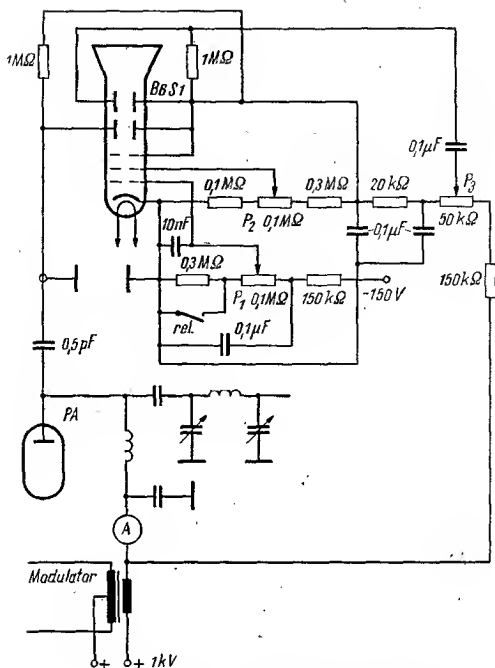 1MΩ
1MΩ
BBS1
0,1µF
P3
0,1MΩ
P2
0,1MΩ
0,3MΩ
20kΩ
50kΩ
10nF
0,1µF
0,3MΩ
P1
0,1MΩ
150kΩ
-150V
150kΩ
rel.
0,1µF
0,5pF
PA
A
Modulator
+
+ 1kV